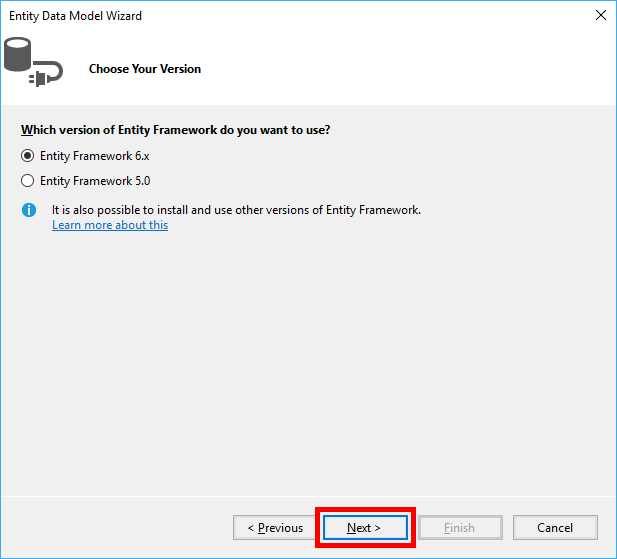 Entity Data Model Wizard
Choose Your Version
Which version of Entity Framework do you want to use?
Entity Framework 6.x
Entity Framework 5.0
It is also possible to install and use other versions of Entity Framework.
Learn more about this
< Previous
Next >
Finish
Cancel